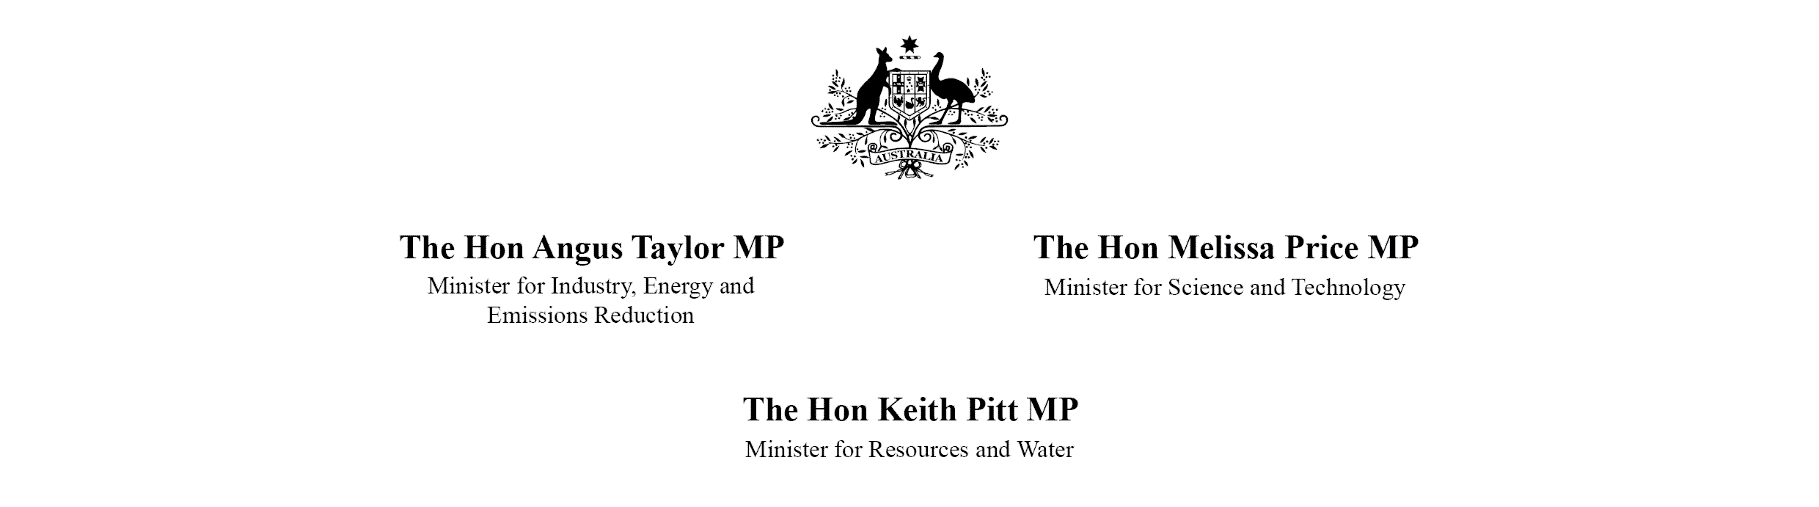 AUSTRALIA
The Hon Angus Taylor MP
Minister for Industry, Energy and
Emissions Reduction
The Hon Melissa Price MP
Minister for Science and Technology
The Hon Keith Pitt MP
Minister for Resources and Water